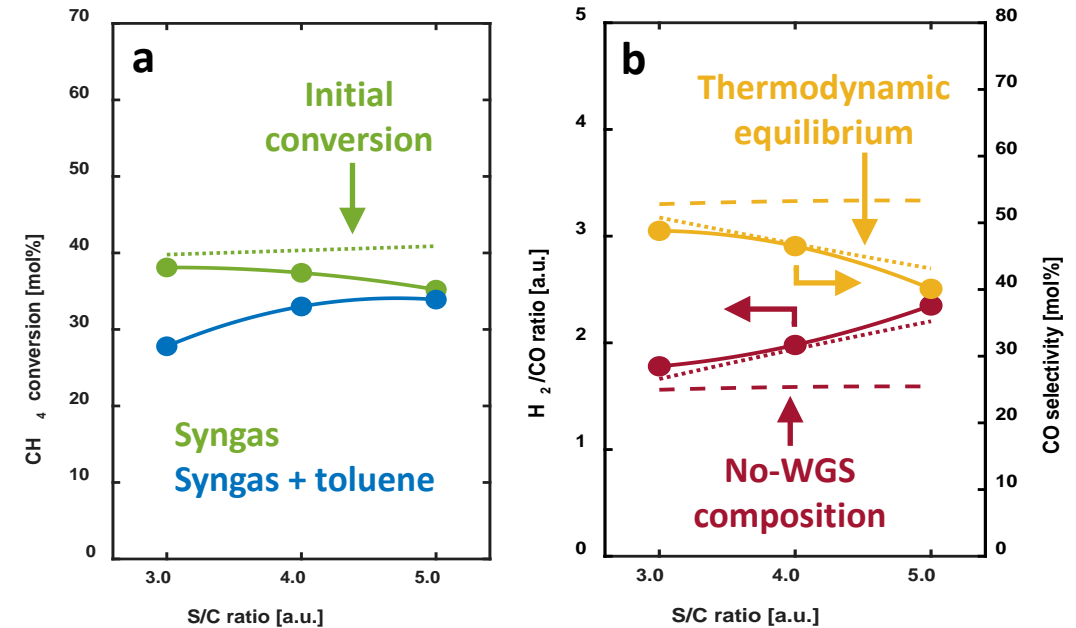 a
70
60
50
40
30
20
10
0
3.0 4.0 5.0
S/C ratio [a.u.]
CH 4 conversion [mol%]
Initial
conversion
Syngas
Syngas + toluene
b
5
4
3
2
1
0
3.0 4.0 5.0
S/C ratio [a.u.]
H 2 /CO ratio [a.u.]
80
70
60
50
40
30
20
10
0
CO selectivity [mol%]
Thermodynamic
equilibrium
No-WGS
composition